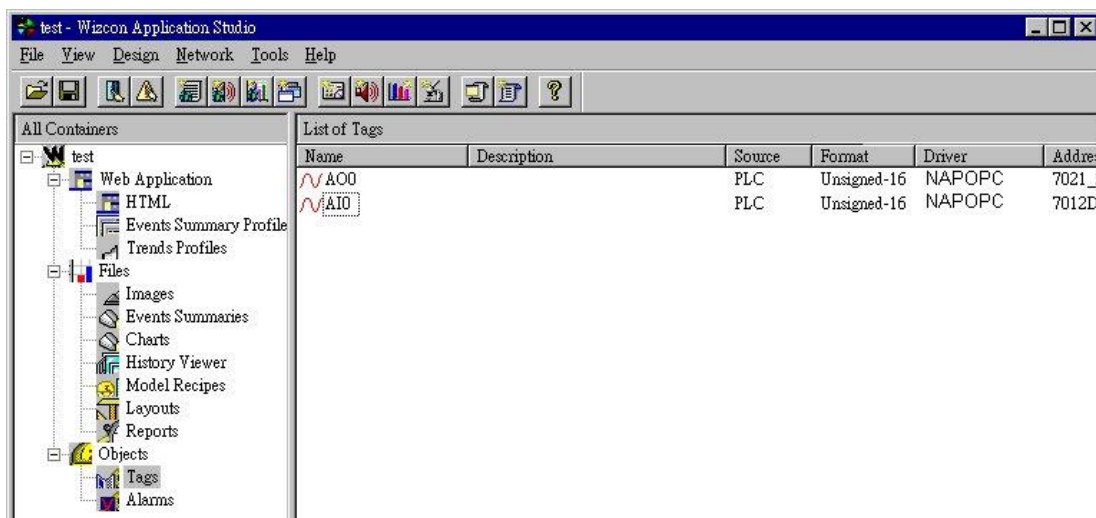 test - Wizcon Application Studio
File View Design Network Tools Help
All Containers
List of Tags
test
Web Application
HTML
Events Summary Profile
Trends Profiles
Files
Images
Events Summaries
Charts
History Viewer
Model Recipes
Layouts
Reports
Objects
Tags
Alarms
Name Description Source Format Driver Addres
AO0 PLC Unsigned-16 NAPOPC 7021_
AI0 PLC Unsigned-16 NAPOPC 7012D